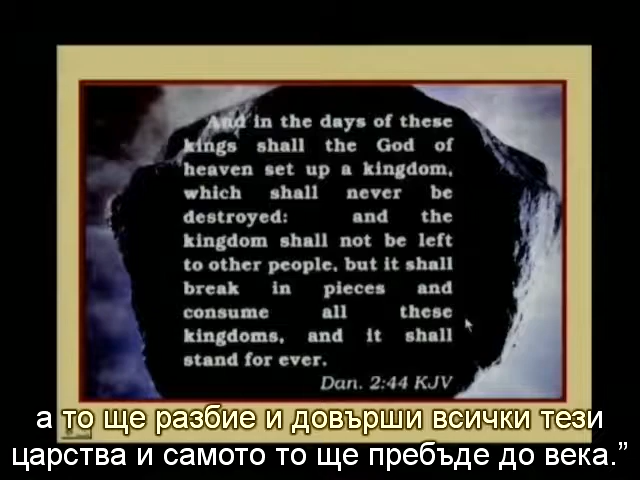 And in the days of these
kings shall the God of
heaven set up a kingdom,
which shall never be
destroyed: and the
kingdom shall not be left
to other people, but it shall
break in pieces and
consume all these
kingdoms, and it shall
stand for ever.
Dan. 2:44 KJV
а то ще разбие и довърши всички тези
царства и самото то ще пребъде до века.”